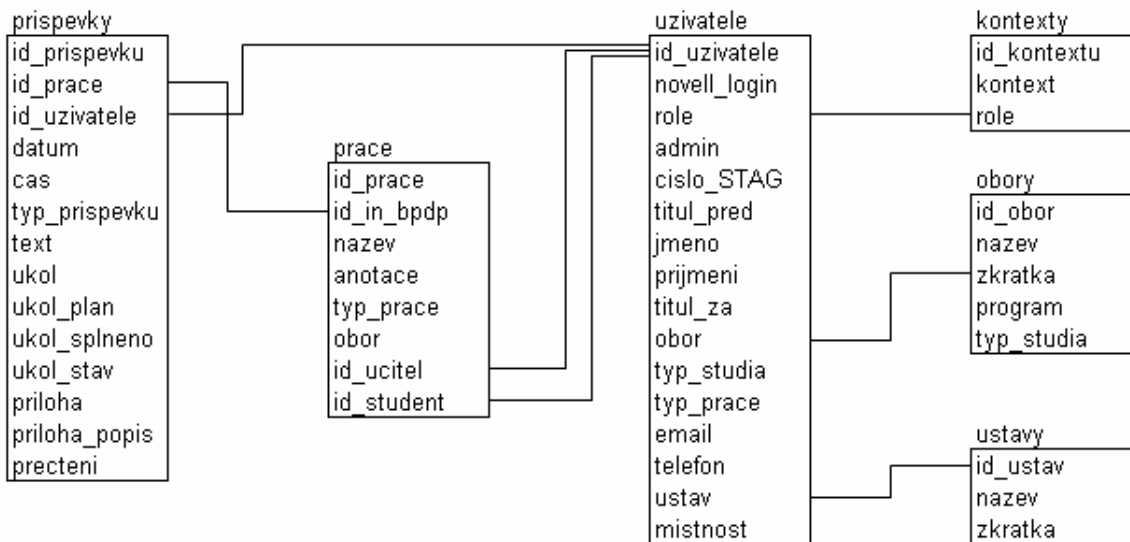 prispevky
id_prispevku
id_prace
id_uzivatele
datum
cas
typ_prispevku
text
ukol
ukol_plan
ukol_splneno
ukol_stav
priloha
priloha_popis
precteni
prace
id_prace
id_in_bpdp
nazev
anotace
typ_prace
obor
id_ucitel
id_student
uzivatele
id_uzivatele
novell_login
role
admin
cislo_STAG
titul_pred
jmeno
prijmeni
titul_za
obor
typ_studia
typ_prace
email
telefon
ustav
mistnost
kontexty
id_kontextu
kontext
role
obory
id_obor
nazev
zkratka
program
typ_studia
ustavy
id_ustav
nazev
zkratka